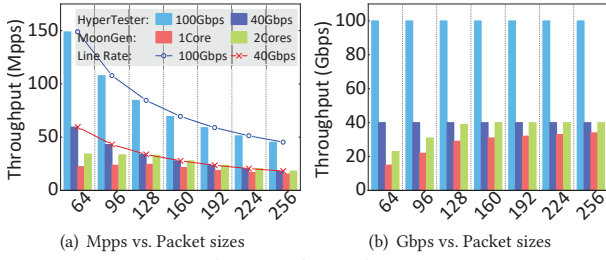 HyperTester: 100Gbps 40Gbps
MoonGen: 1Core 2Cores
Line Rate: 100Gbps 40Gbps
Throughput (Mpps)
150
100
50
0
64 96 128 160 192 224 256
(a) Mpps vs. Packet sizes
Throughput (Gbps)
100
80
60
40
20
0
64 96 128 160 192 224 256
(b) Gbps vs. Packet sizes